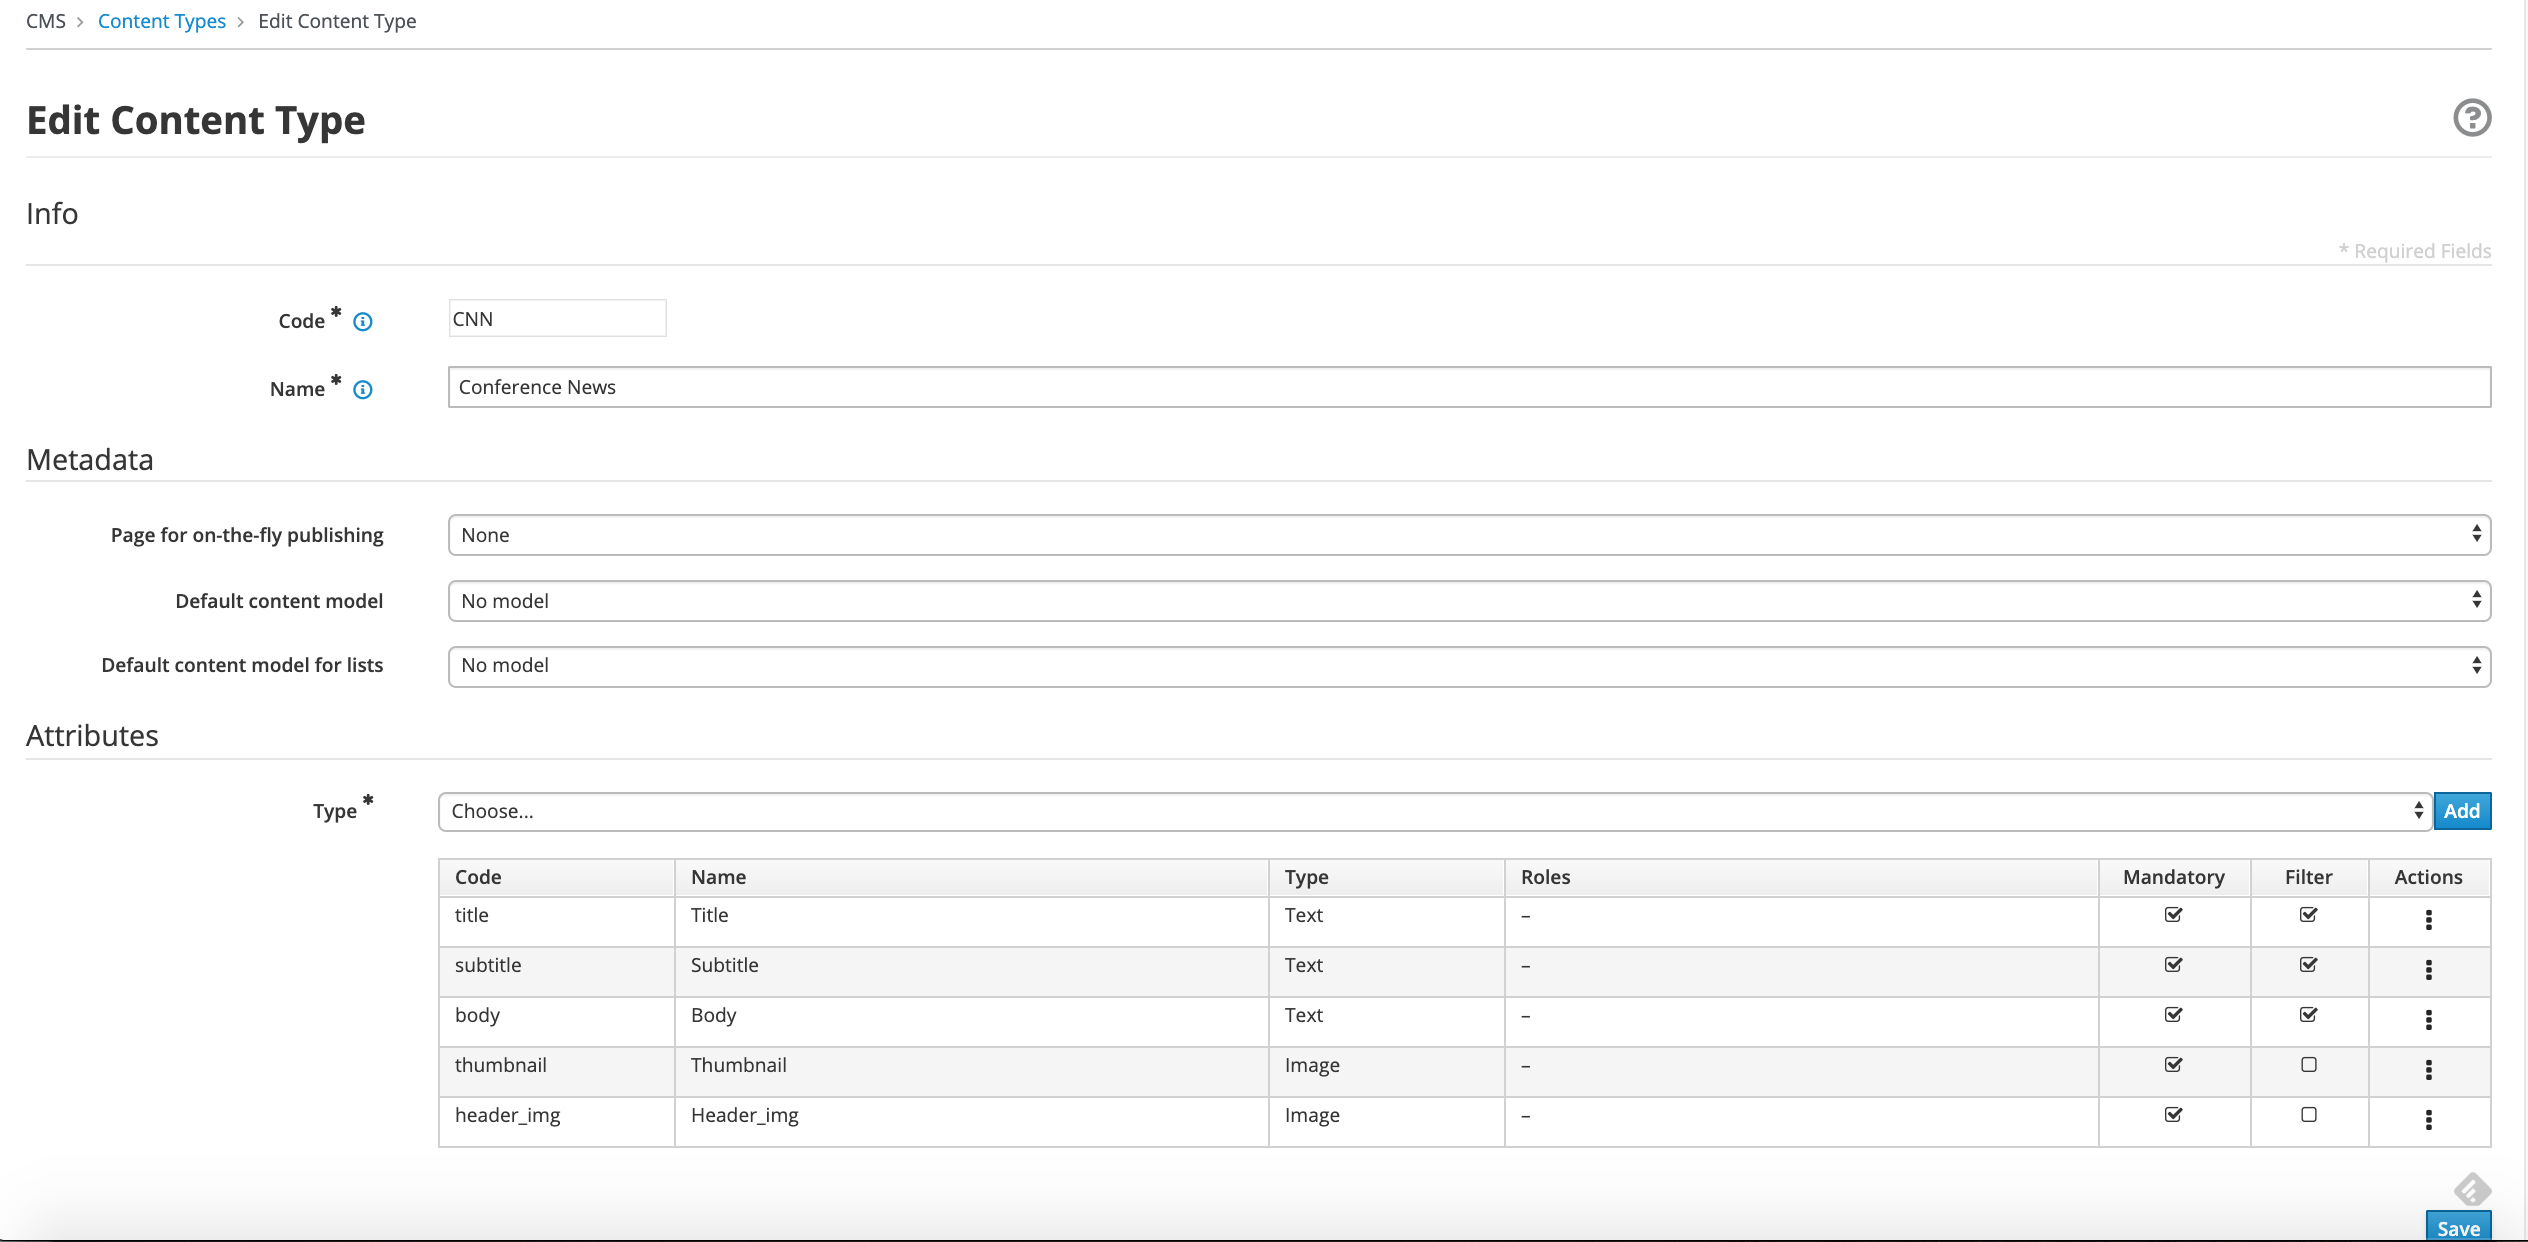 CMS > Content Types > Edit Content Type
Edit Content Type
Info
* Required Fields
Code * CNN
Name * Conference News
Metadata
Page for on-the-fly publishing None
Default content model No model
Default content model for lists No model
Attributes
Type * Choose... Add
Code Name Type Roles Mandatory Filter Actions
title Title Text –
subtitle Subtitle Text –
body Body Text –
thumbnail Thumbnail Image –
header_img Header_img Image –
Save